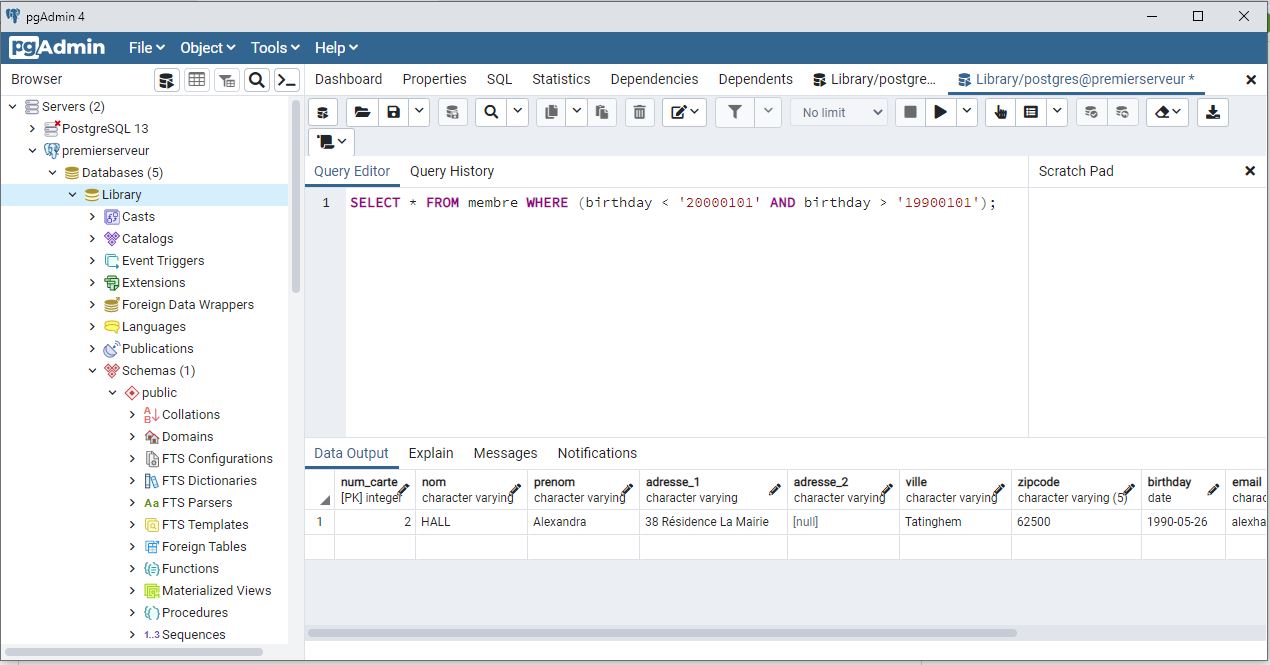 pgAdmin 4
pgAdmin File Object Tools Help
Browser
Dashboard Properties SQL Statistics Dependencies Dependents Library/postgre... Library/postgres@premierserveur *
No limit
Servers (2)
PostgreSQL 13
premierserveur
Databases (5)
Library
Casts
Catalogs
Event Triggers
Extensions
Foreign Data Wrappers
Languages
Publications
Schemas (1)
public
Collations
Domains
FTS Configurations
FTS Dictionaries
FTS Parsers
FTS Templates
Foreign Tables
Functions
Materialized Views
Procedures
1..3 Sequences
Query Editor Query History
Scratch Pad
1 SELECT * FROM membre WHERE (birthday < '20000101' AND birthday > '19900101');
Data Output Explain Messages Notifications
num_carte nom prenom adresse_1 adresse_2 ville zipcode birthday email
[PK] integer character varying character varying character varying character varying character varying character varying (5) date charac
1 2 HALL Alexandra 38 Résidence La Mairie [null] Tatinghem 62500 1990-05-26 alexha